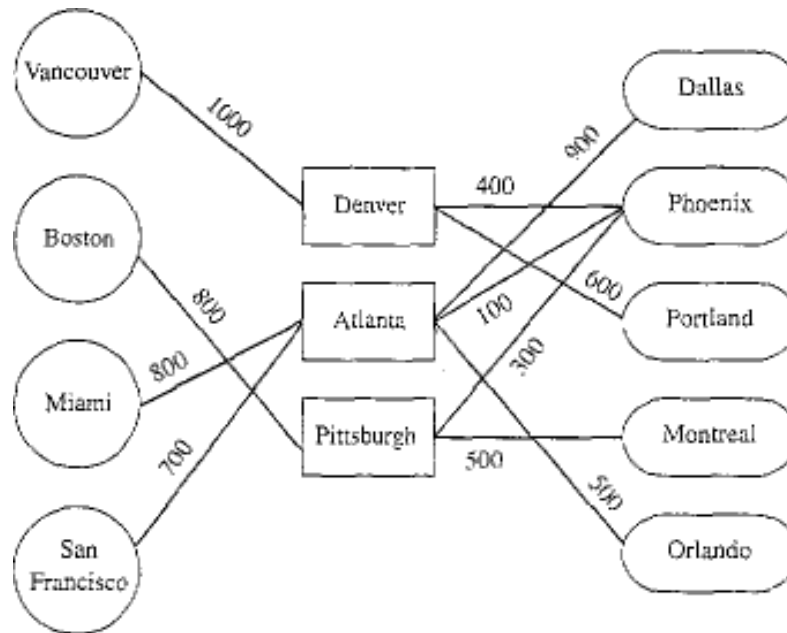 Vancouver
Dallas
1000
900
Denver
400
Phoenix
Boston
800
600
100
Atlanta
Portland
800
300
Miami
Pittsburgh
Montreal
700
500
500
San
Francisco
Orlando